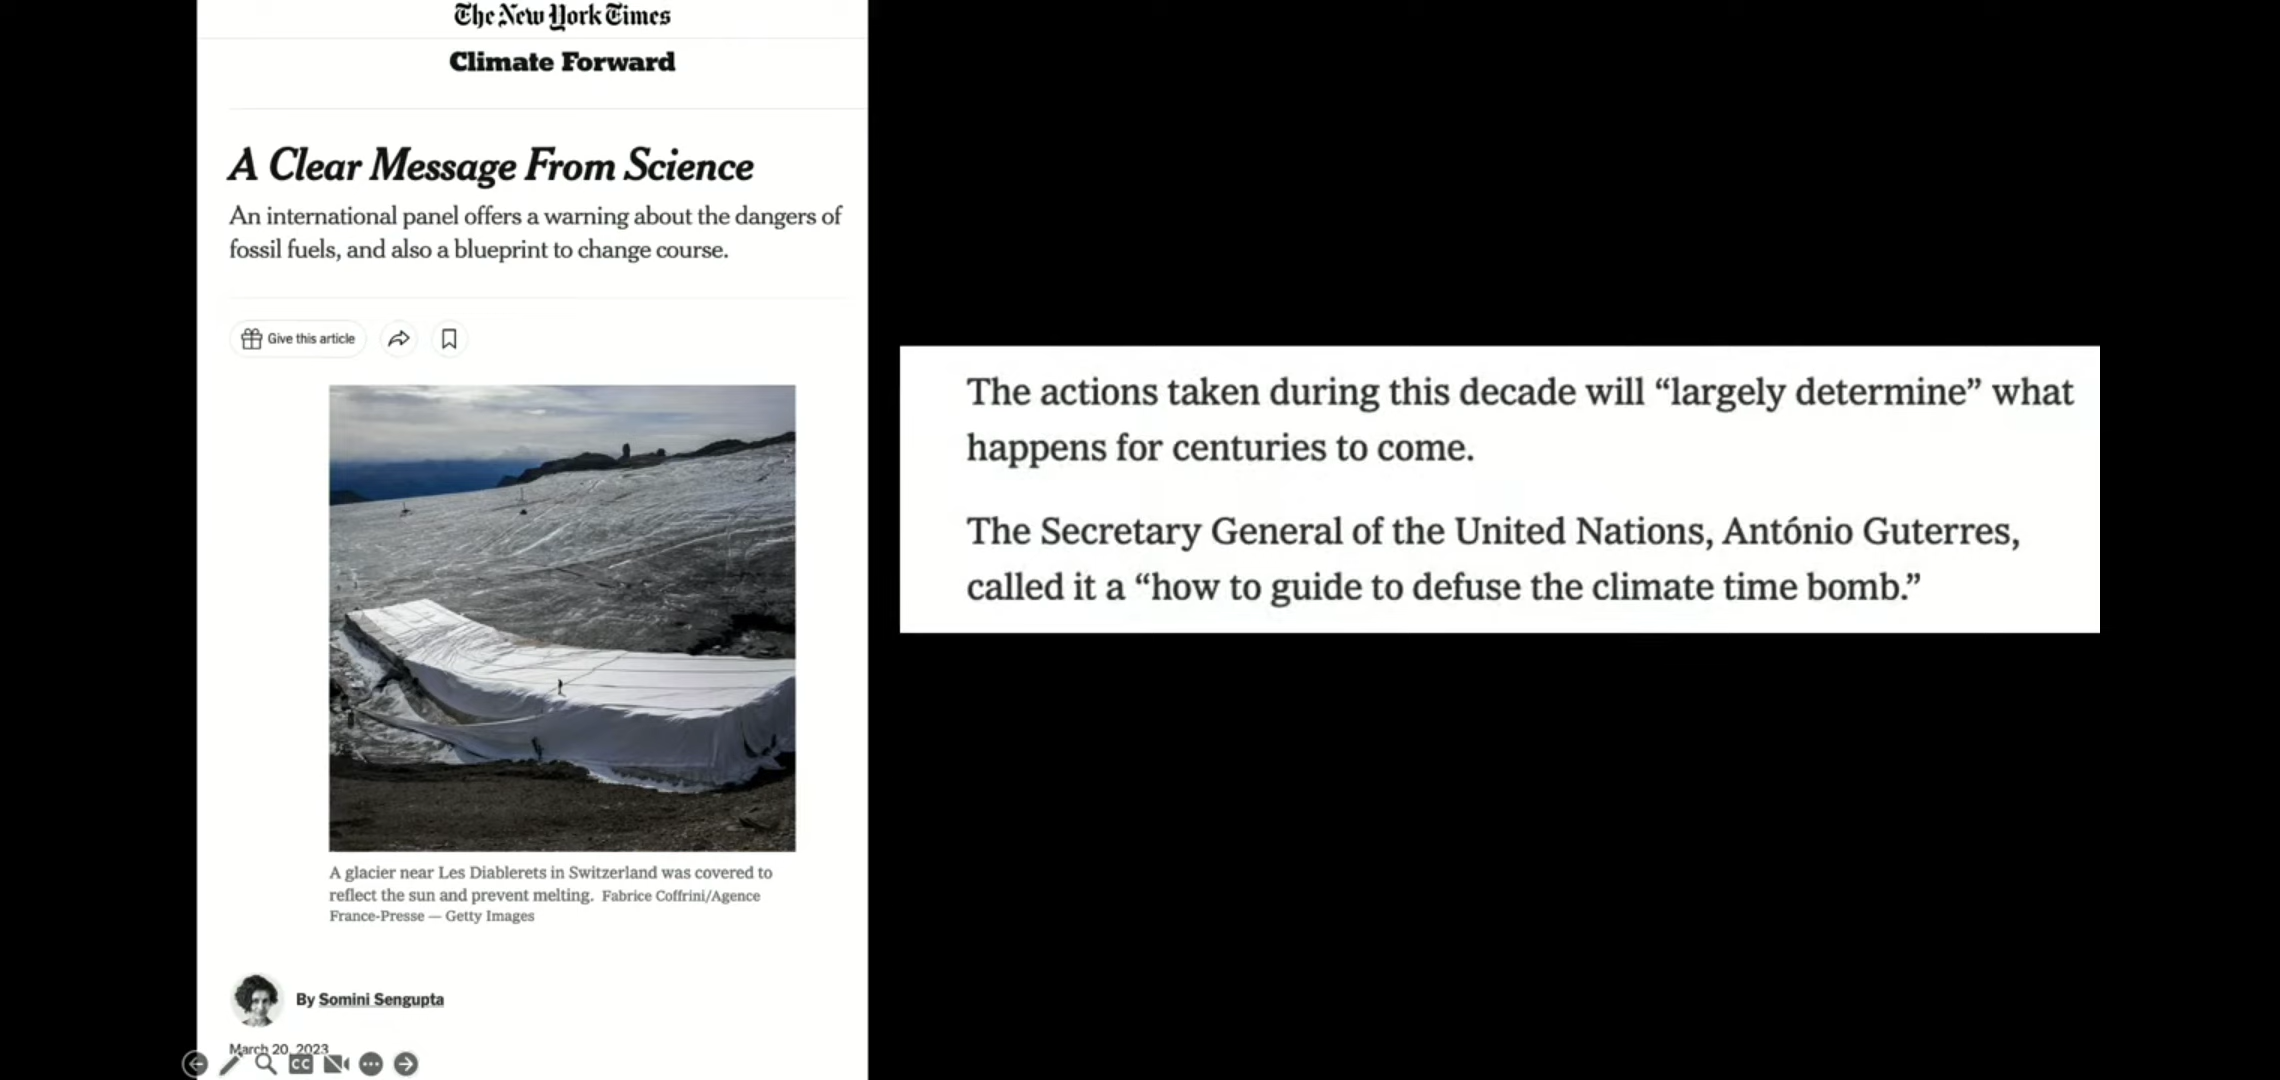 The New York Times
Climate Forward
A Clear Message From Science
An international panel offers a warning about the dangers of
fossil fuels, and also a blueprint to change course.
Give this article
A glacier near Les Diablerets in Switzerland was covered to
reflect the sun and prevent melting. Fabrice Coffrini/Agence
France-Presse — Getty Images
By Somini Sengupta
March 20, 2023
CC
The actions taken during this decade will “largely determine” what
happens for centuries to come.
The Secretary General of the United Nations, António Guterres,
called it a “how to guide to defuse the climate time bomb.”